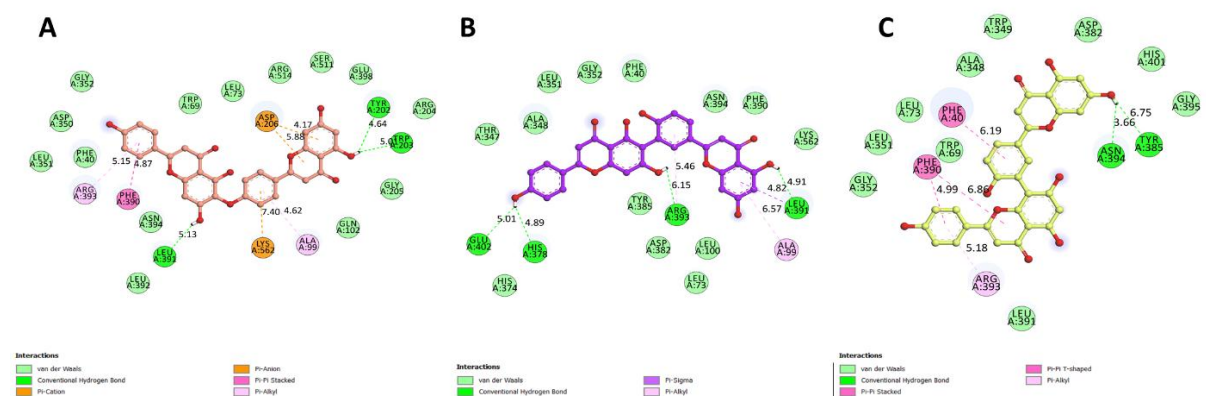 A
B
C
GLY A:352
ASP A:350
LEU A:351
PHE A:40
ARG A:393
PHE A:390
ASN A:394
LEU A:391
LEU A:392
TRP A:69
LEU A:73
ARG A:514
SER A:511
GLU A:398
TYR A:202
ARG A:204
TRP A:203
ASP A:206
GLY A:205
GLN A:102
ALA A:99
LYS A:562
5.15
4.87
5.13
4.17
5.88
4.64
7.40
4.62
THR A:347
ALA A:348
LEU A:351
GLY A:352
PHE A:40
ASN A:394
PHE A:390
LYS A:562
LEU A:391
ALA A:99
LEU A:100
LEU A:73
ASP A:382
ARG A:393
TYR A:385
HIS A:378
GLU A:402
HIS A:374
5.01
4.89
5.46
6.15
4.82
4.91
6.57
TRP A:349
ASP A:382
HIS A:401
ALA A:348
GLY A:395
LEU A:73
PHE A:40
TYR A:385
ASN A:394
LEU A:351
TRP A:69
PHE A:390
GLY A:352
ARG A:393
LEU A:391
6.19
6.75
3.66
4.99
6.86
5.18
Interactions
van der Waals
Conventional Hydrogen Bond
Pi-Cation
Pi-Anion
Pi-Pi Stacked
Pi-Alkyl
Interactions
van der Waals
Conventional Hydrogen Bond
Pi-Sigma
Pi-Alkyl
Interactions
van der Waals
Conventional Hydrogen Bond
Pi-Pi Stacked
Pi-Pi T-shaped
Pi-Alkyl